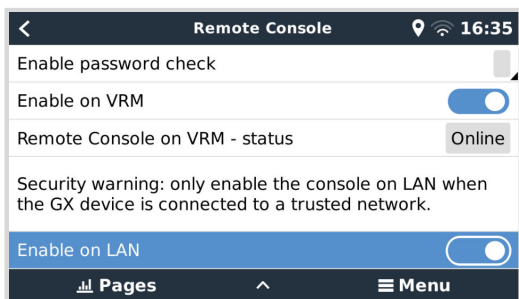 Remote Console 16:35
Enable password check
Enable on VRM
Remote Console on VRM - status Online
Security warning: only enable the console on LAN when
the GX device is connected to a trusted network.
Enable on LAN
Pages Menu